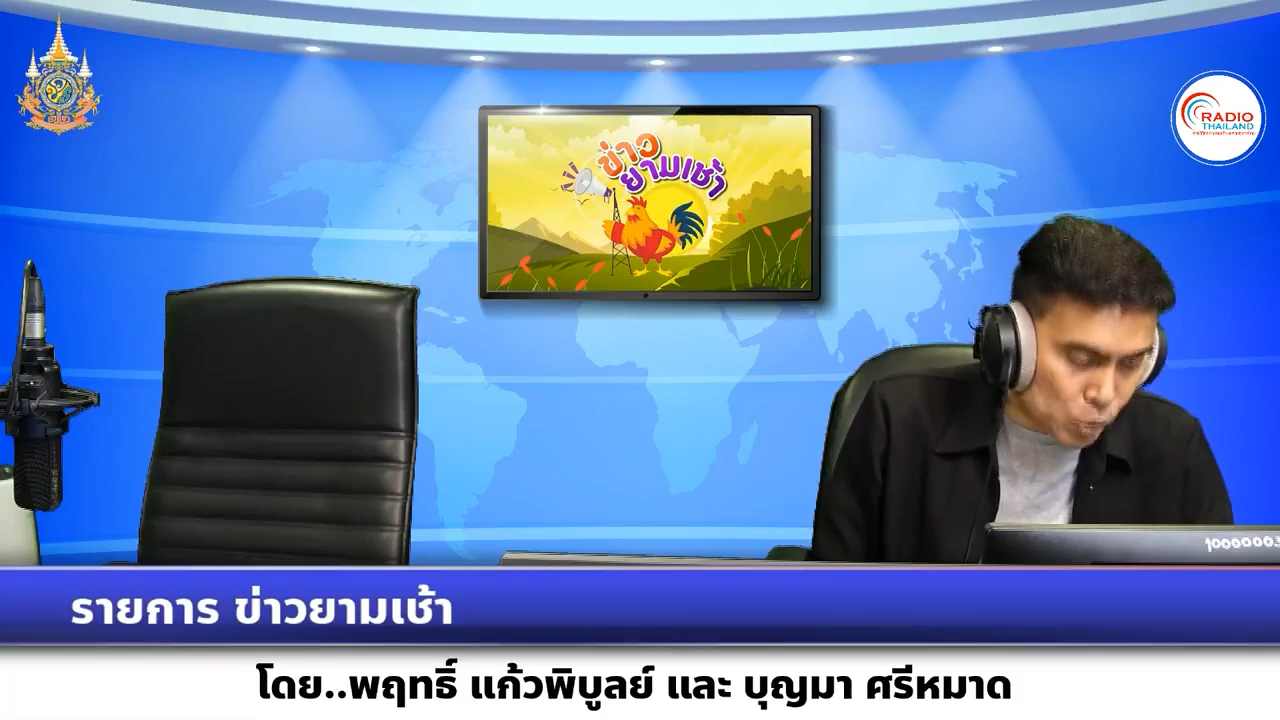 RADIO
THAILAND
ข่าว
ยามเช้า
10000003
รายการ ข่าวยามเช้า
โดย..พฤทธิ์ แก้วพิบูลย์ และ บุญมา ศรีหมาด